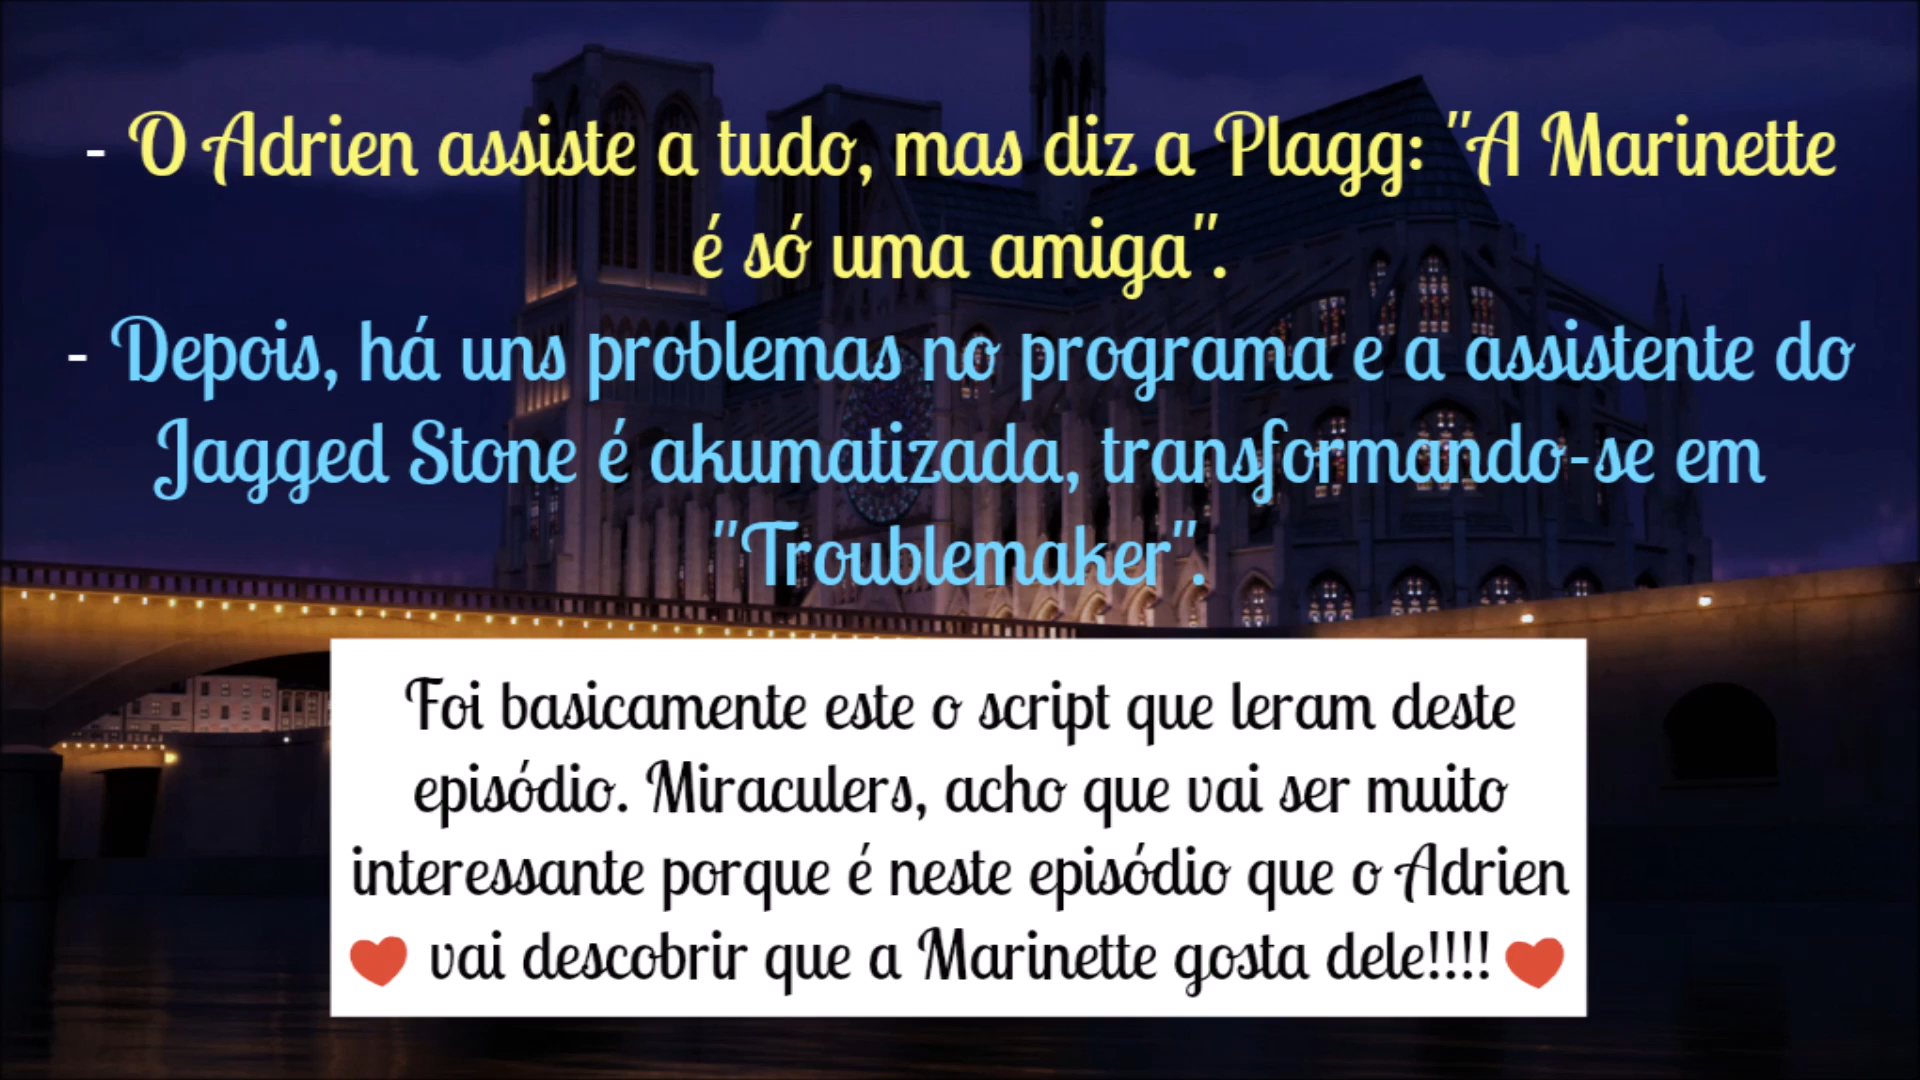 - O Adrien assiste a tudo, mas diz a Plagg: "A Marinette
é só uma amiga".
- Depois, há uns problemas no programa e a assistente do
Jagged Stone é akumatizada, transformando-se em
"Troublemaker".
Foi basicamente este o script que leram deste
episódio. Miraculers, acho que vai ser muito
interessante porque é neste episódio que o Adrien
vai descobrir que a Marinette gosta dele!!!!